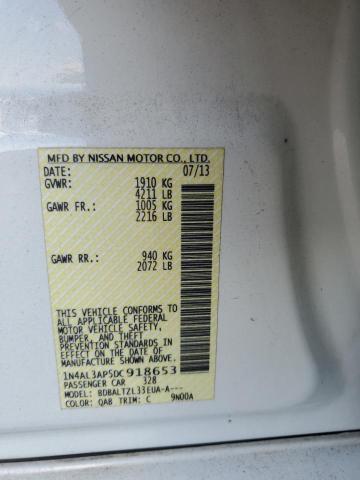 MFD BY NISSAN MOTOR CO., LTD.
DATE: 07/13
GVWR: 1910 KG
4211 LB
GAWR FR.: 1005 KG
2216 LB
GAWR RR.: 940 KG
2072 LB
THIS VEHICLE CONFORMS TO
ALL APPLICABLE FEDERAL
MOTOR VEHICLE SAFETY,
BUMPER, AND THEFT
PREVENTION STANDARDS
IN EFFECT ON THE DATE OF
MANUFACTURE SHOWN ABOVE.
1N4AL3AP5DC918653
PASSENGER CAR 328
MODEL: BDBALTZL33EUA-A---
COLOR: QAB TRIM: C 9N00A